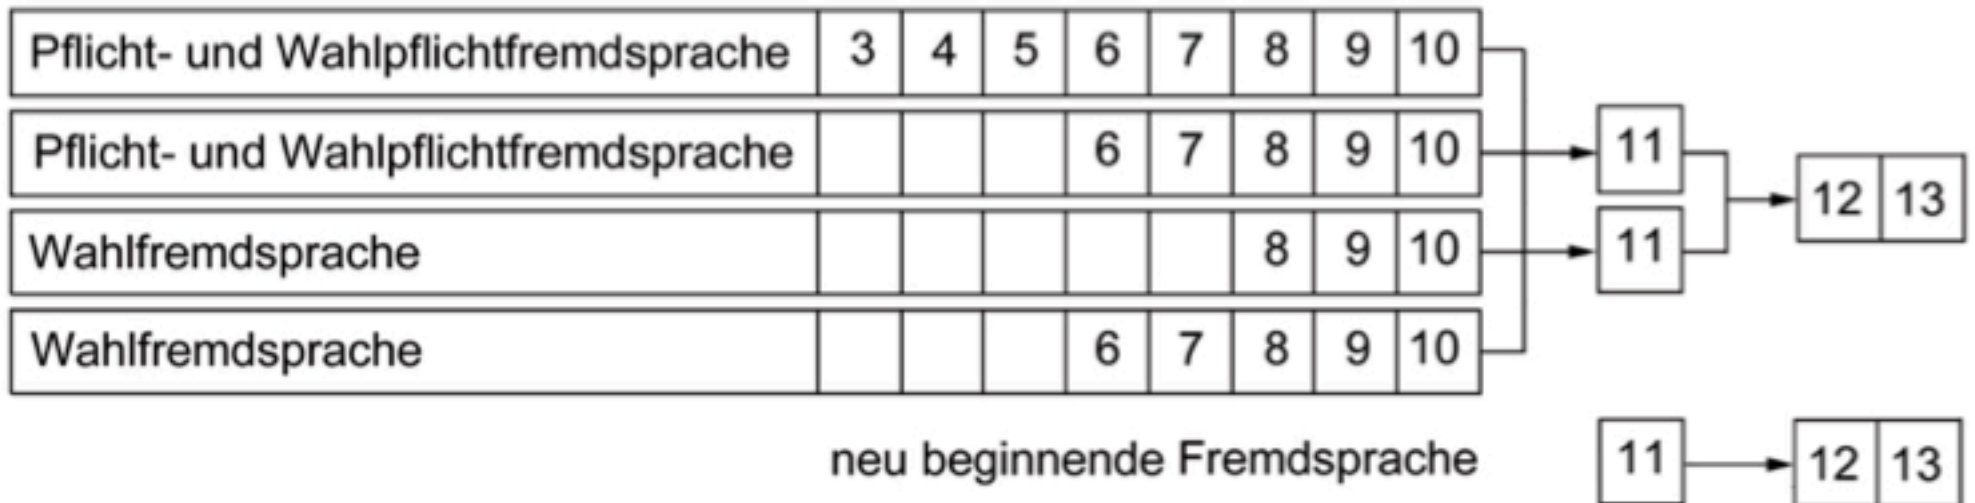 Pflicht- und Wahlpflichtfremdsprache 3 4 5 6 7 8 9 10
Pflicht- und Wahlpflichtfremdsprache 6 7 8 9 10 11
12 13
Wahlfremdsprache 8 9 10 11
Wahlfremdsprache 6 7 8 9 10
neu beginnende Fremdsprache 11 12 13